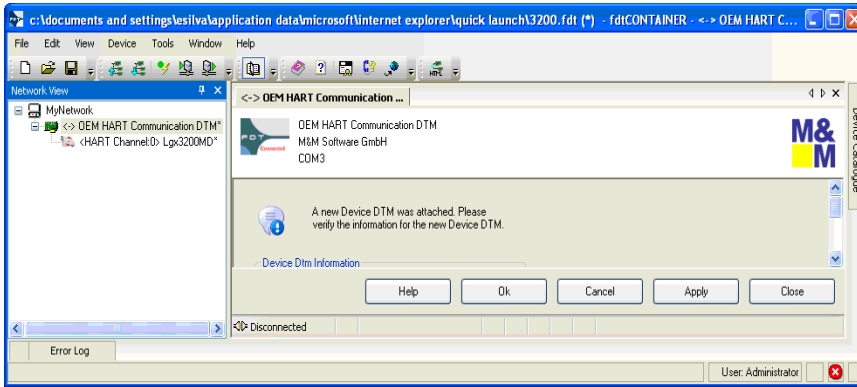 c:\documents and settings\esilva\application data\microsoft\internet explorer\quick launch\3200.fdt (*) - fdtCONTAINER - <-> OEM HART C...
File Edit View Device Tools Window Help
HTML
Network View
MyNetwork
<-> OEM HART Communication DTM*
<HART Channel:0> Lgx3200MD*
<-> OEM HART Communication ...
FDT
Connected
OEM HART Communication DTM
M&M Software GmbH
COM3
M&
M
Device Catalogue
A new Device DTM was attached. Please
verify the information for the new Device DTM.
Device Dtm Information
Help Ok Cancel Apply Close
Disconnected
Error Log
User: Administrator